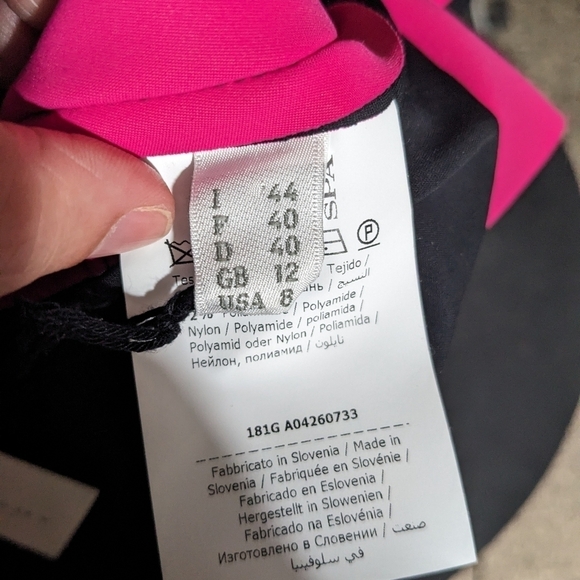 I 44
F 40
D 40
GB 12
USA 8
SPA
P
Tejido /
النسيج /
Polyamide /
Nylon / Polyamide / poliamida /
Polyamid oder Nylon / Poliamida /
Нейлон, полиамид / نايلون
181G A04260733
Fabbricato in Slovenia / Made in
Slovenia / Fabriquée en Slovénie /
Fabricado en Eslovenia /
Hergestellt in Slowenien /
Fabricado na Eslovénia /
Изготовлено в Словении / صنعت
في سلوفينيا